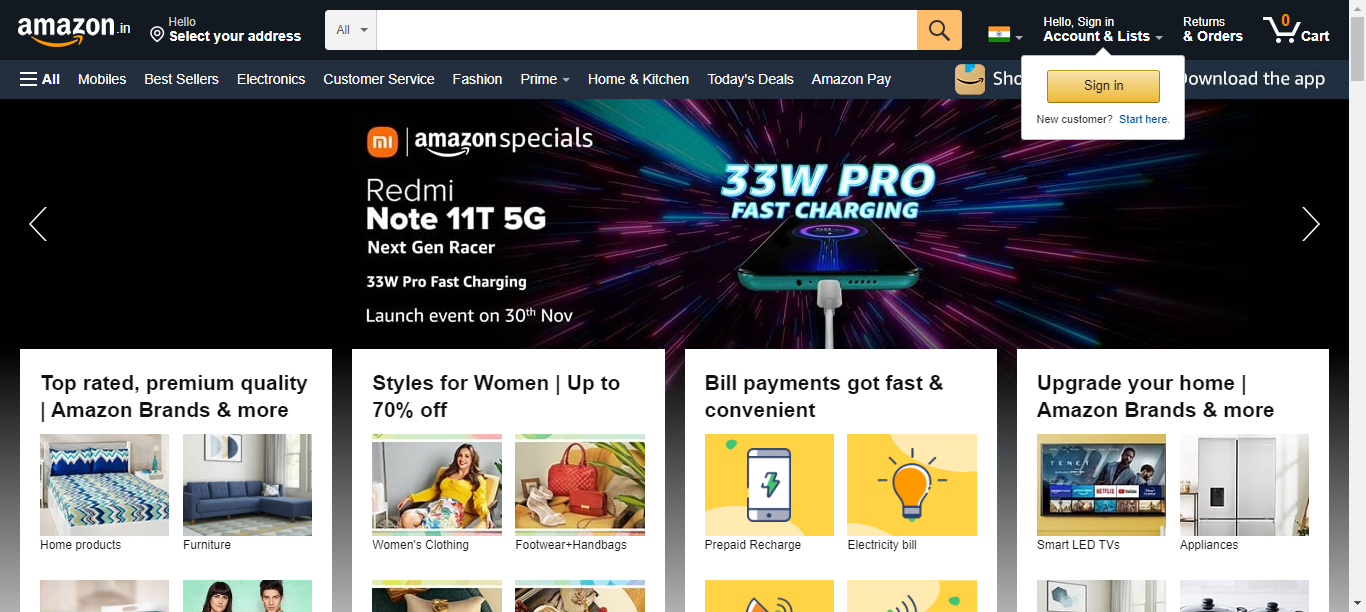 amazon.in
Hello
Select your address
All
Hello, Sign in
Account & Lists
Returns
& Orders
0
Cart
All
Mobiles
Best Sellers
Electronics
Customer Service
Fashion
Prime
Home & Kitchen
Today's Deals
Amazon Pay
Sho
Download the app
Sign in
New customer? Start here.
mi | amazonspecials
Redmi
Note 11T 5G
Next Gen Racer
33W Pro Fast Charging
Launch event on 30th Nov
33W PRO
FAST CHARGING
Top rated, premium quality
| Amazon Brands & more
Home products
Furniture
Styles for Women | Up to
70% off
Women's Clothing
Footwear+Handbags
Bill payments got fast &
convenient
Prepaid Recharge
Electricity bill
Upgrade your home |
Amazon Brands & more
TENET
NETFLIX
YouTube
Smart LED TVs
Appliances